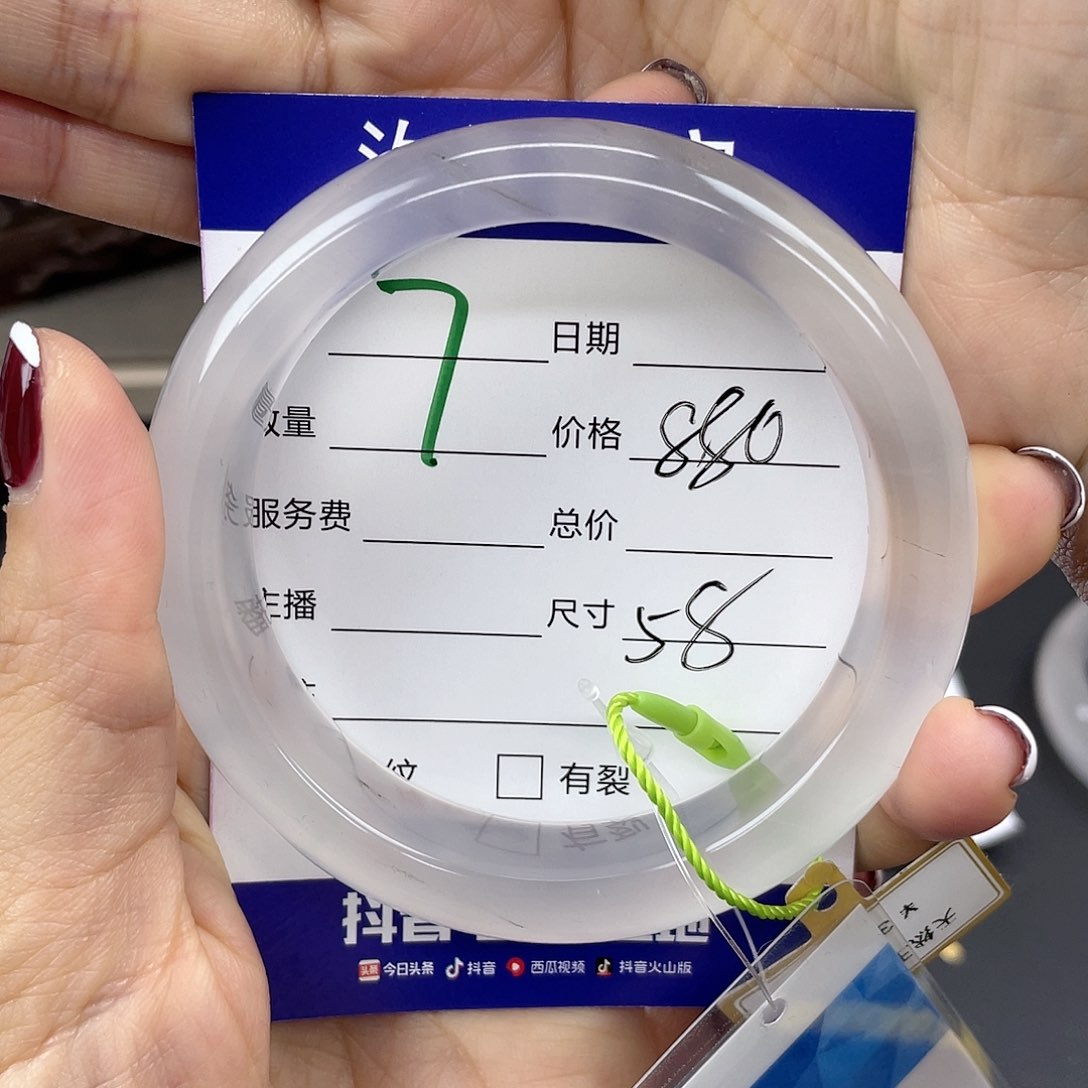 7 日期
量 价格 880
服务费 总价
主播 尺寸 58
纹 有裂
抖音
今日头条 抖音 西瓜视频 抖音火山版